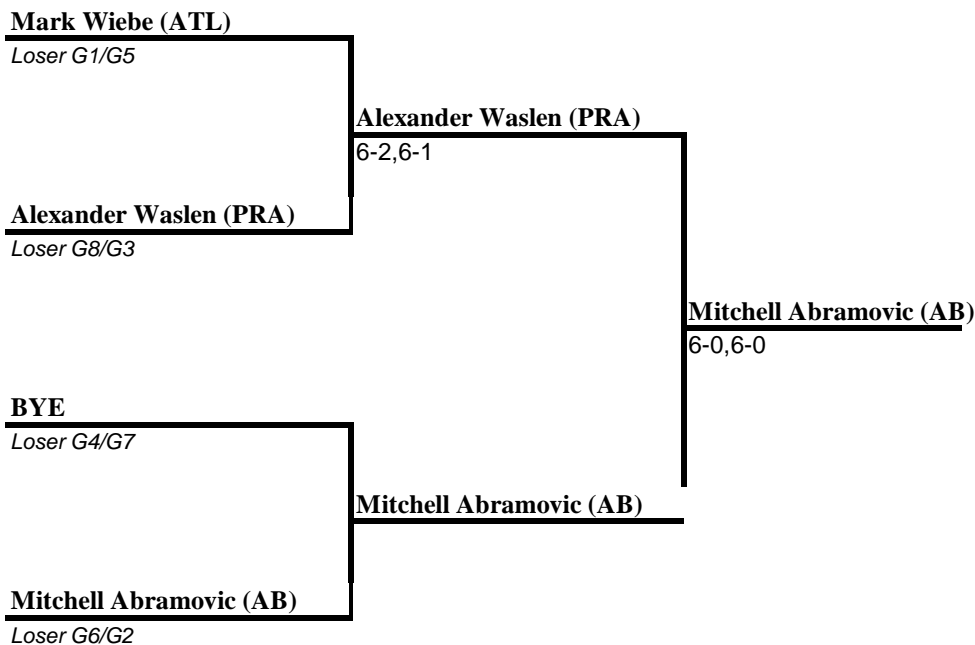 Mark Wiebe (ATL)
Loser G1/G5
Alexander Waslen (PRA)
6-2,6-1
Alexander Waslen (PRA)
Loser G8/G3
Mitchell Abramovic (AB)
6-0,6-0
BYE
Loser G4/G7
Mitchell Abramovic (AB)
Mitchell Abramovic (AB)
Loser G6/G2